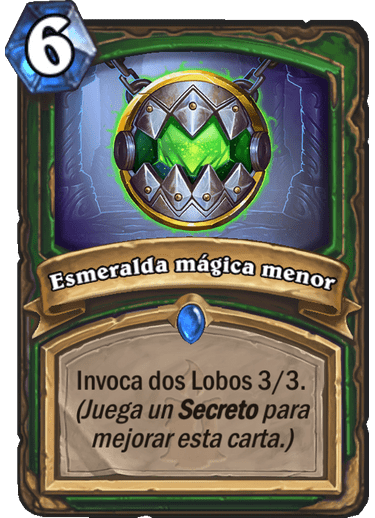 6
Esmeralda mágica menor
Invoca dos Lobos 3/3.
(Juega un Secreto para
mejorar esta carta.)